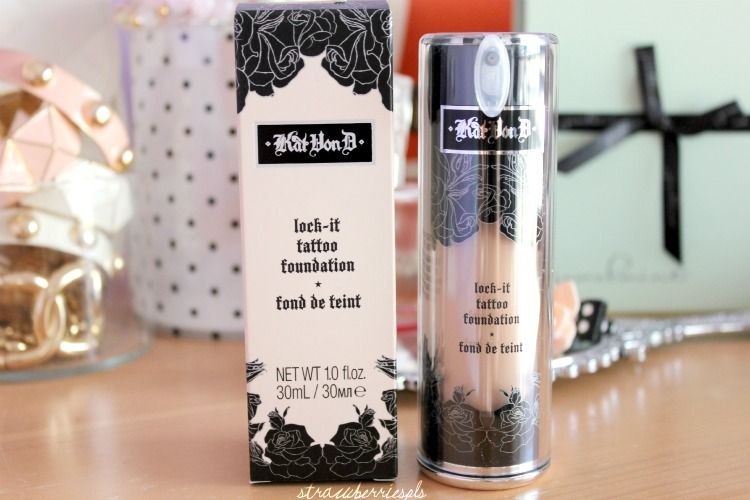 · Kat Von D ·
lock-it
tattoo
foundation
★
fond de teint
NET WT 1.0 fl.oz.
30mL / 30мл ℮
· Kat Von D ·
lock-it
tattoo
foundation
★
fond de teint
strawberriespls